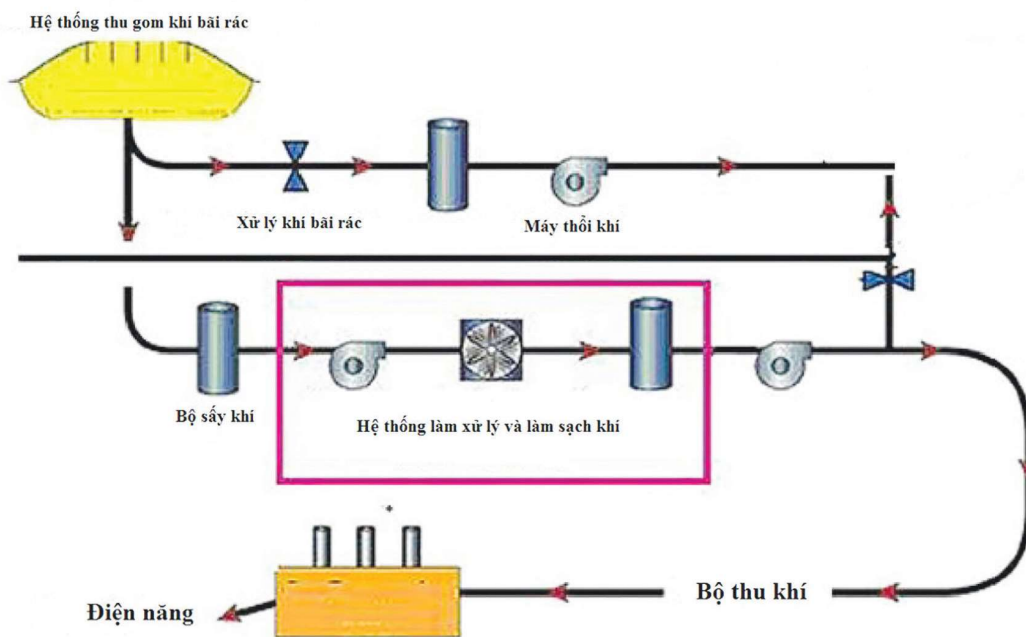 Hệ thống thu gom khí bãi rác
Xử lý khí bãi rác
Máy thổi khí
Bộ sấy khí
Hệ thống làm xử lý và làm sạch khí
Bộ thu khí
Điện năng